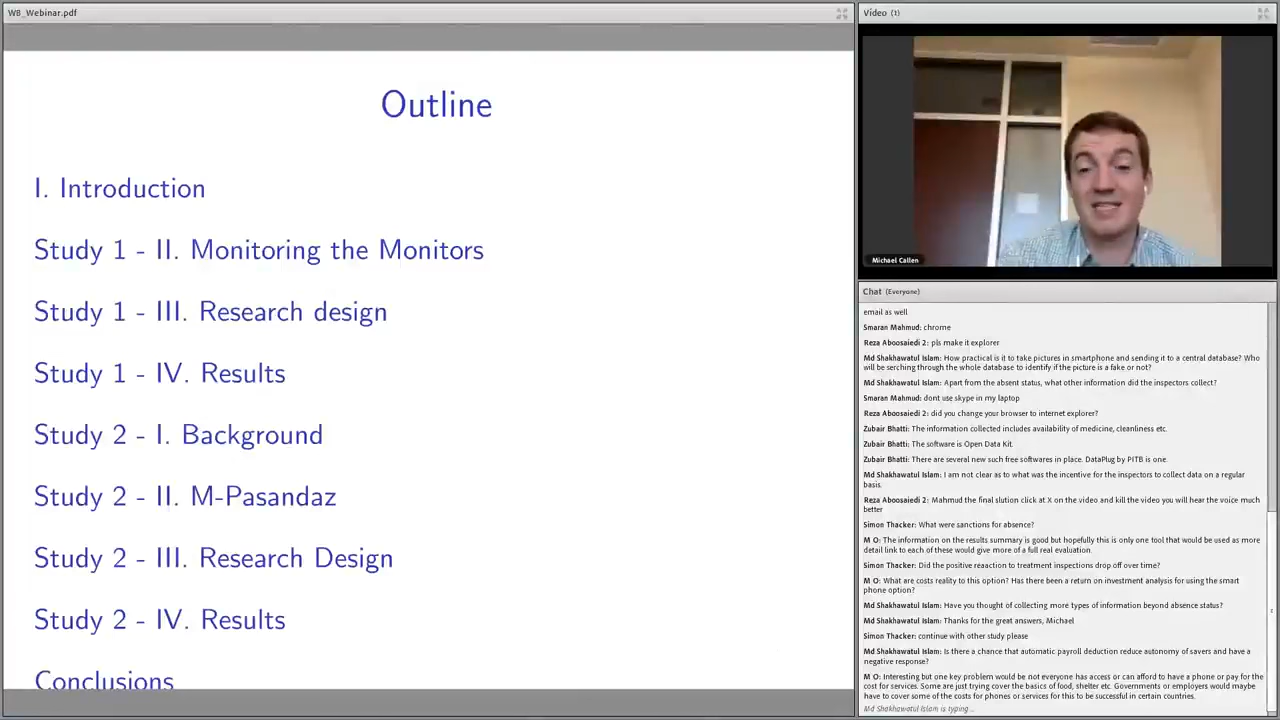 WB_Webinar.pdf
Outline
I. Introduction
Study 1 - II. Monitoring the Monitors
Study 1 - III. Research design
Study 1 - IV. Results
Study 2 - I. Background
Study 2 - II. M-Pasandaz
Study 2 - III. Research Design
Study 2 - IV. Results
Conclusions
Vídeo (1)
Michael Callen
Chat (Everyone)
email as well
Smaran Mahmud: chrome
Reza Aboosaiedi 2: pls make it explorer
Md Shakhawatul Islam: How practical is it to take pictures in smartphone and sending it to a central database? Who
will be serching through the whole database to identify if the picture is a fake or not?
Md Shakhawatul Islam: Apart from the absent status, what other information did the inspectors collect?
Smaran Mahmud: dont use skype in my laptop
Reza Aboosaiedi 2: did you change your browser to internet explorer?
Zubair Bhatti: The information collected includes availability of medicine, cleanliness etc.
Zubair Bhatti: The software is Open Data Kit.
Zubair Bhatti: There are several new such free softwares in place. DataPlug by PITB is one.
Md Shakhawatul Islam: I am not clear as to what was the incentive for the inspectors to collect data on a regular
basis.
Reza Aboosaiedi 2: Mahmud the final slution click at X on the video and kill the video you will hear the voice much
better
Simon Thacker: What were sanctions for absence?
M O: The information on the results summary is good but hopefully this is only one tool that would be used as more
detail link to each of these would give more of a full real evaluation.
Simon Thacker: Did the positive reaaction to treatment inspections drop off over time?
M O: What are costs reality to this option? Has there been a return on investment analysis for using the smart
phone option?
Md Shakhawatul Islam: Have you thought of collecting more types of information beyond absence status?
Md Shakhawatul Islam: Thanks for the great answers, Michael
Simon Thacker: continue with other study please
Md Shakhawatul Islam: Is there a chance that automatic payroll deduction reduce autonomy of savers and have a
negative response?
M O: Interesting but one key problem would be not everyone has access or can afford to have a phone or pay for the
cost for services. Some are just trying cover the basics of food, shelter etc. Governments or employers would maybe
have to cover some of the costs for phones or services for this to be successful in certain countries.
Md Shakhawatul Islam is typing...